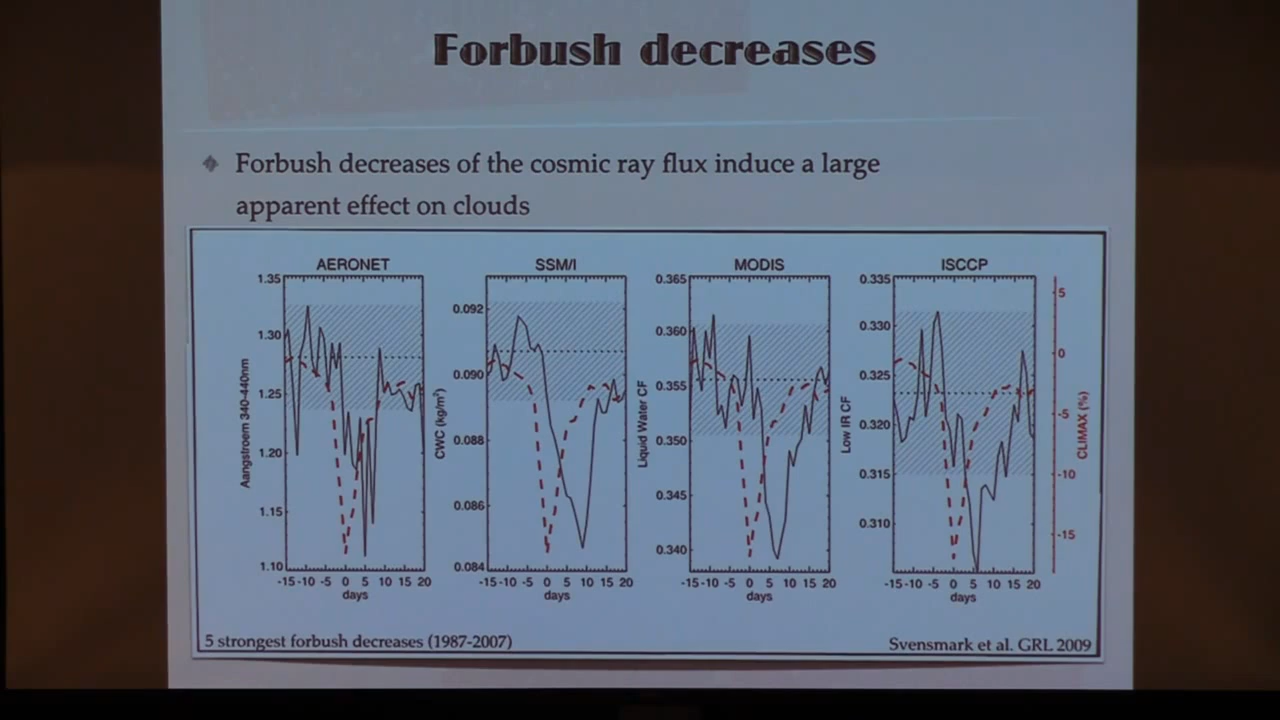 Forbush decreases
Forbush decreases of the cosmic ray flux induce a large
apparent effect on clouds
AERONET
SSM/I
MODIS
ISCCP
Aangstroem 340-440nm
1.35
1.30
1.25
1.20
1.15
1.10
-15 -10 -5 0 5 10 15 20
days
CWC (kg/m²)
0.092
0.090
0.088
0.086
0.084
-15 -10 -5 0 5 10 15 20
days
Liquid Water CF
0.365
0.360
0.355
0.350
0.345
0.340
-15 -10 -5 0 5 10 15 20
days
Low IR CF
0.335
0.330
0.325
0.320
0.315
0.310
-15 -10 -5 0 5 10 15 20
days
5
0
-5
-10
-15
CLIMAX (%)
5 strongest forbush decreases (1987-2007)
Svensmark et al. GRL 2009